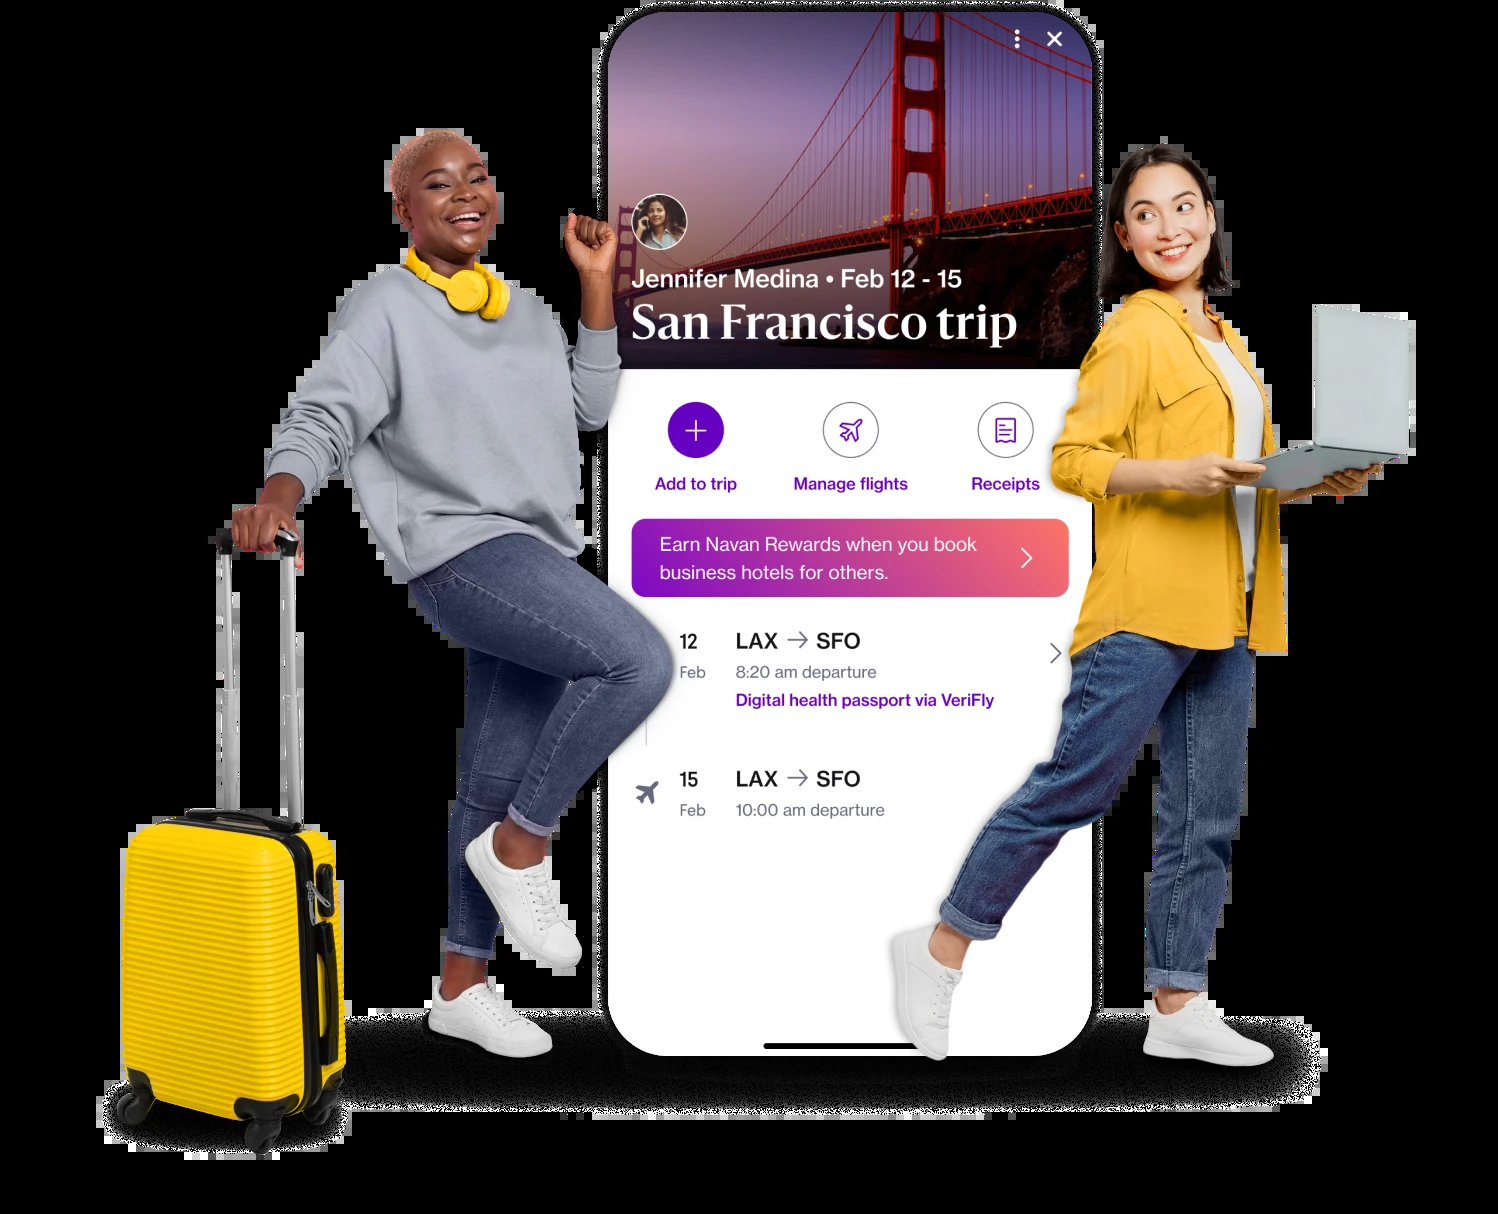 Jennifer Medina • Feb 12 - 15
San Francisco trip
Add to trip
Manage flights
Receipts
Earn Navan Rewards when you book
business hotels for others.
12
LAX → SFO
Feb
8:20 am departure
Digital health passport via VeriFly
15
LAX → SFO
Feb
10:00 am departure